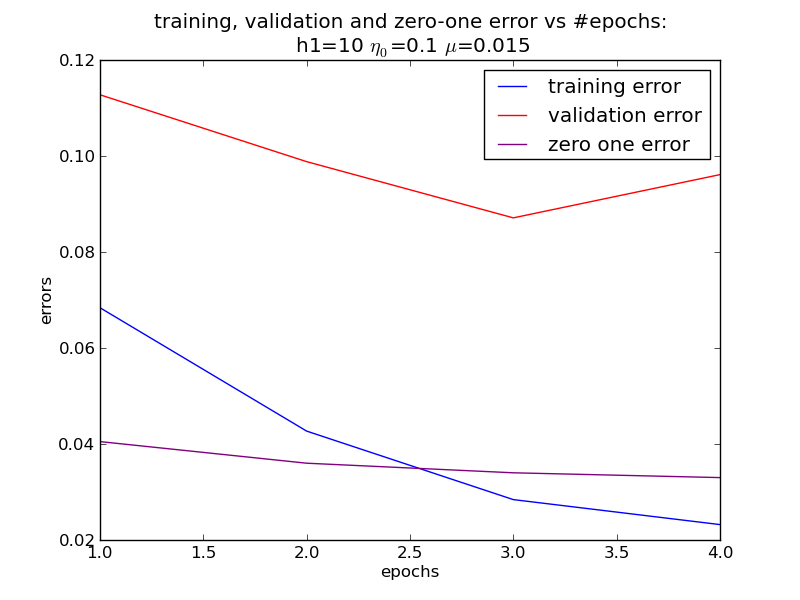 training, validation and zero-one error vs #epochs:
h1=10 η₀=0.1 μ=0.015
training error
validation error
zero one error
0.12
0.10
0.08
0.06
0.04
0.02
errors
1.0 1.5 2.0 2.5 3.0 3.5 4.0
epochs